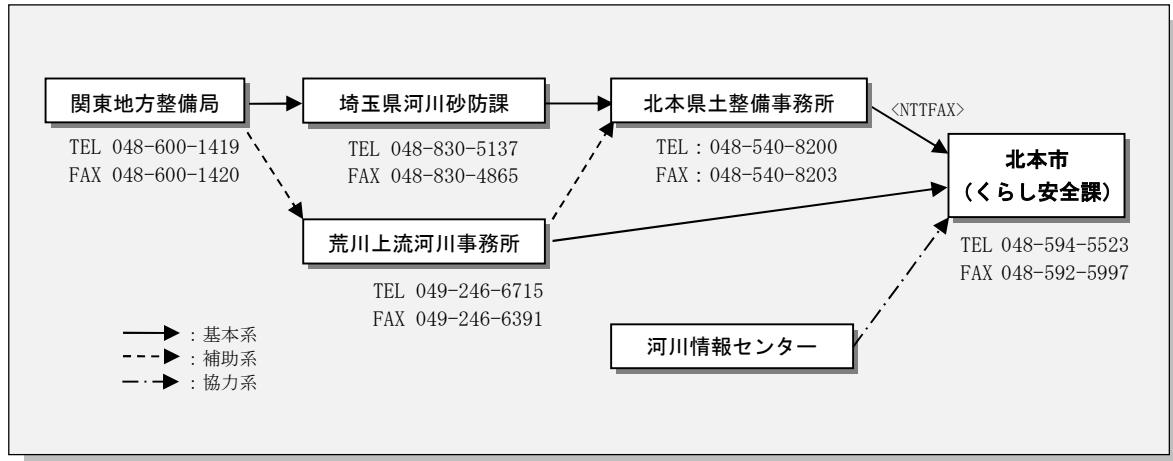 関東地方整備局
TEL 048-600-1419
FAX 048-600-1420
埼玉県河川砂防課
TEL 048-830-5137
FAX 048-830-4865
北本県土整備事務所
TEL：048-540-8200
FAX：048-540-8203
<NTTFAX>
北本市
（くらし安全課）
TEL 048-594-5523
FAX 048-592-5997
荒川上流河川事務所
TEL 049-246-6715
FAX 049-246-6391
河川情報センター
：基本系
：補助系
：協力系